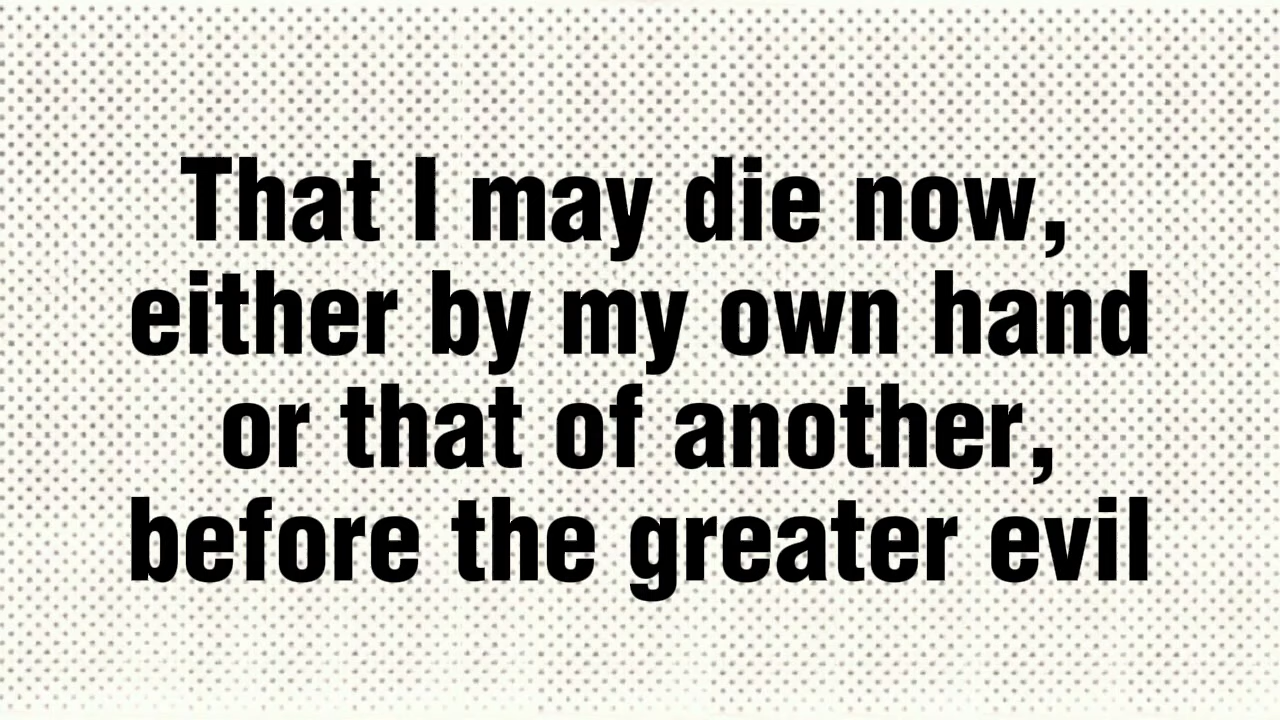 That I may die now,
either by my own hand
or that of another,
before the greater evil